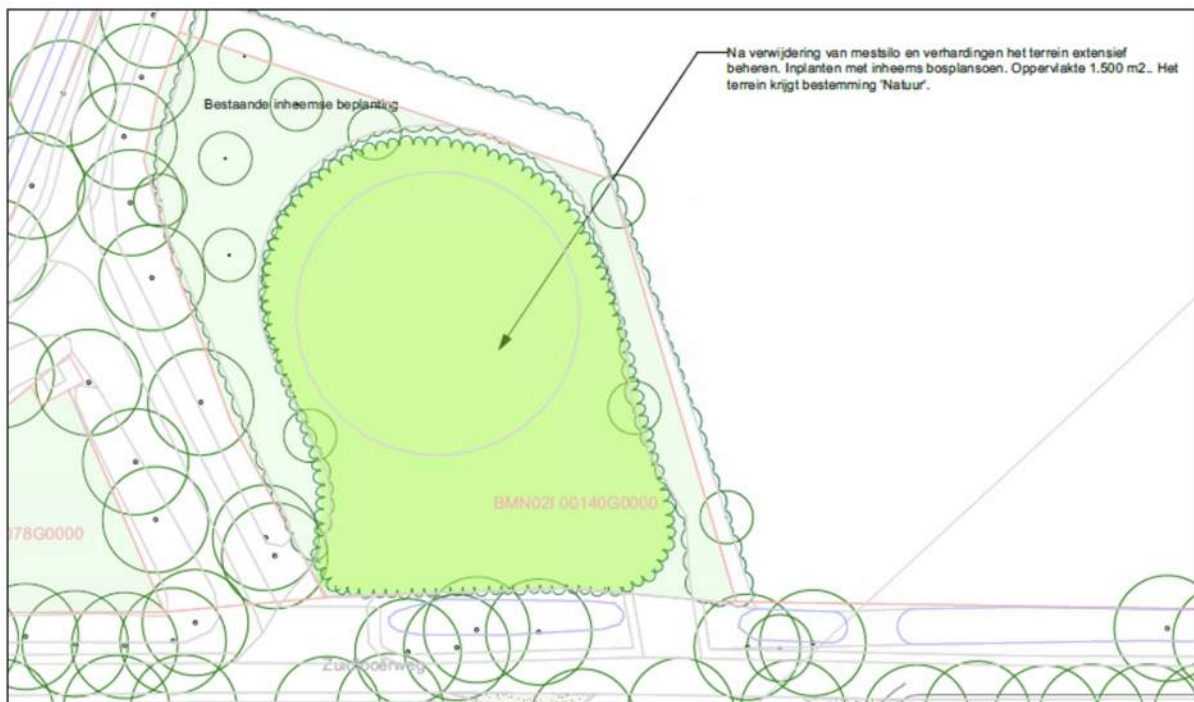 Na verwijdering van mestsilo en verhardingen het terrein extensief
beheren. Inplanten met inheems bosplansoen. Oppervlakte 1.500 m2.. Het
terrein krijgt bestemming 'Natuur'.
Bestaande inheemse beplanting
BMN02I 00140G0000
078G0000